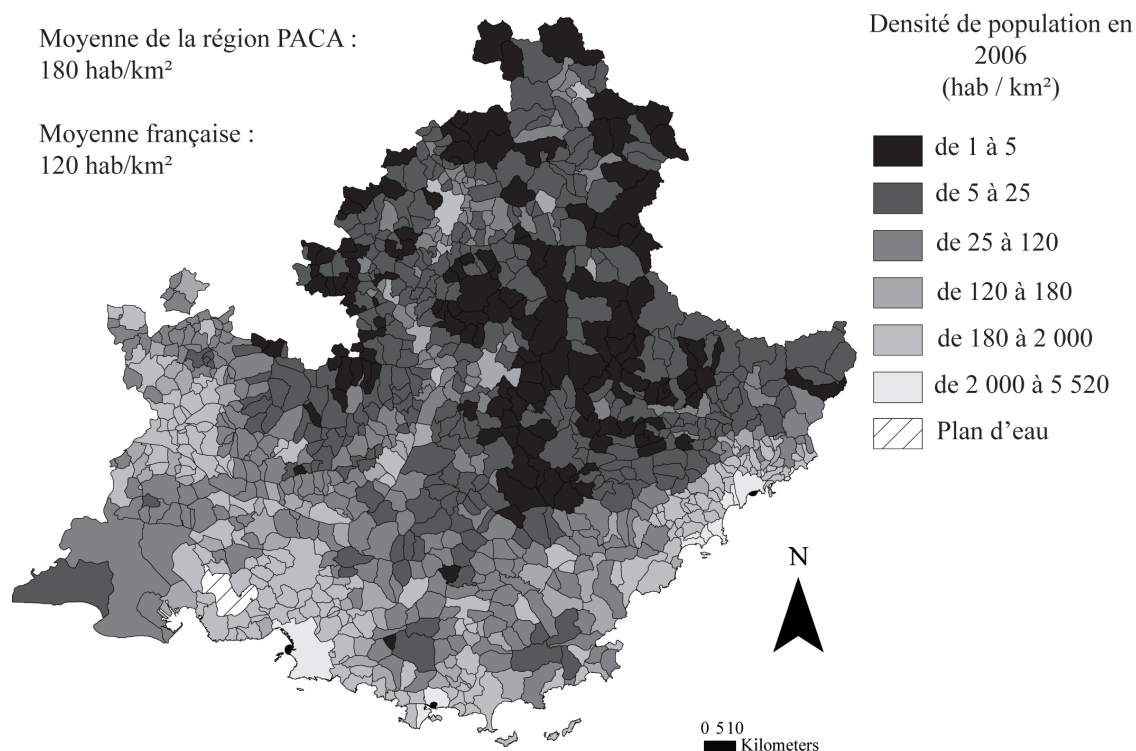 Moyenne de la région PACA :
180 hab/km²
Moyenne française :
120 hab/km²
Densité de population en
2006
(hab / km²)
de 1 à 5
de 5 à 25
de 25 à 120
de 120 à 180
de 180 à 2 000
de 2 000 à 5 520
Plan d’eau
N
0 510
Kilometers